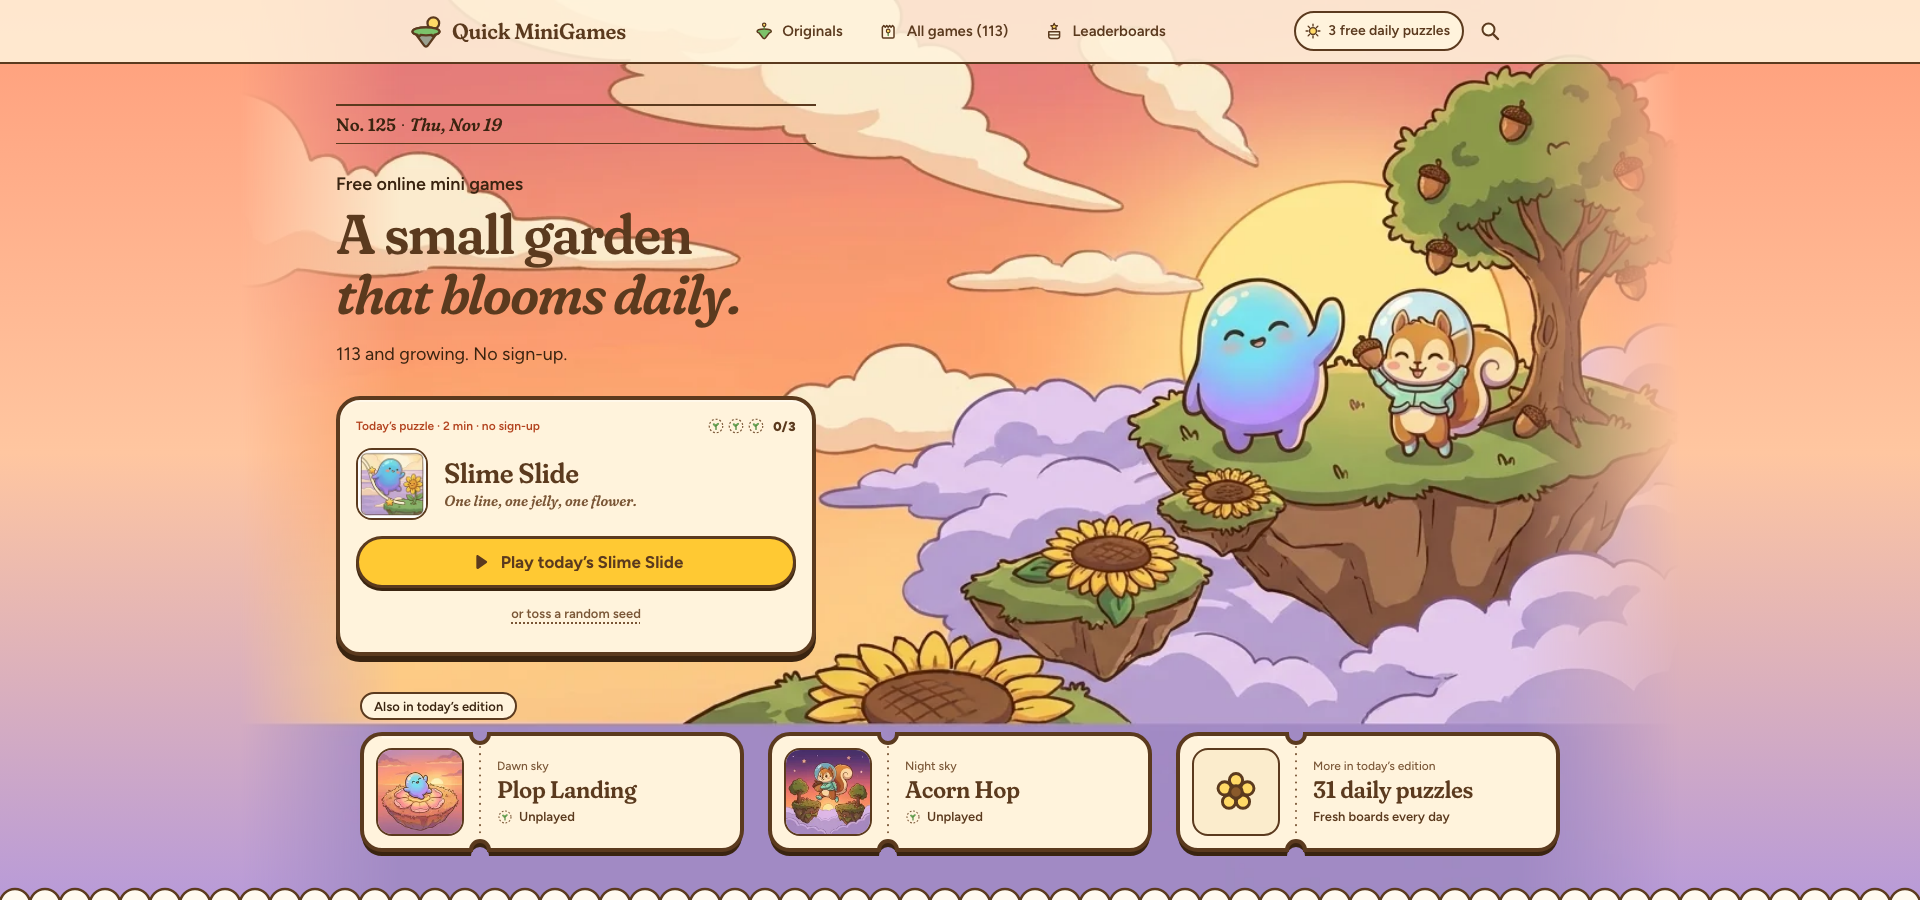 Quick MiniGames
Originals
All games (113)
Leaderboards
3 free daily puzzles
No. 125 · Thu, Nov 19
Free online mini games
A small garden
that blooms daily.
113 and growing. No sign-up.
Today’s puzzle · 2 min · no sign-up
0/3
Slime Slide
One line, one jelly, one flower.
Play today’s Slime Slide
or toss a random seed
Also in today’s edition
Dawn sky
Plop Landing
Unplayed
Night sky
Acorn Hop
Unplayed
More in today’s edition
31 daily puzzles
Fresh boards every day